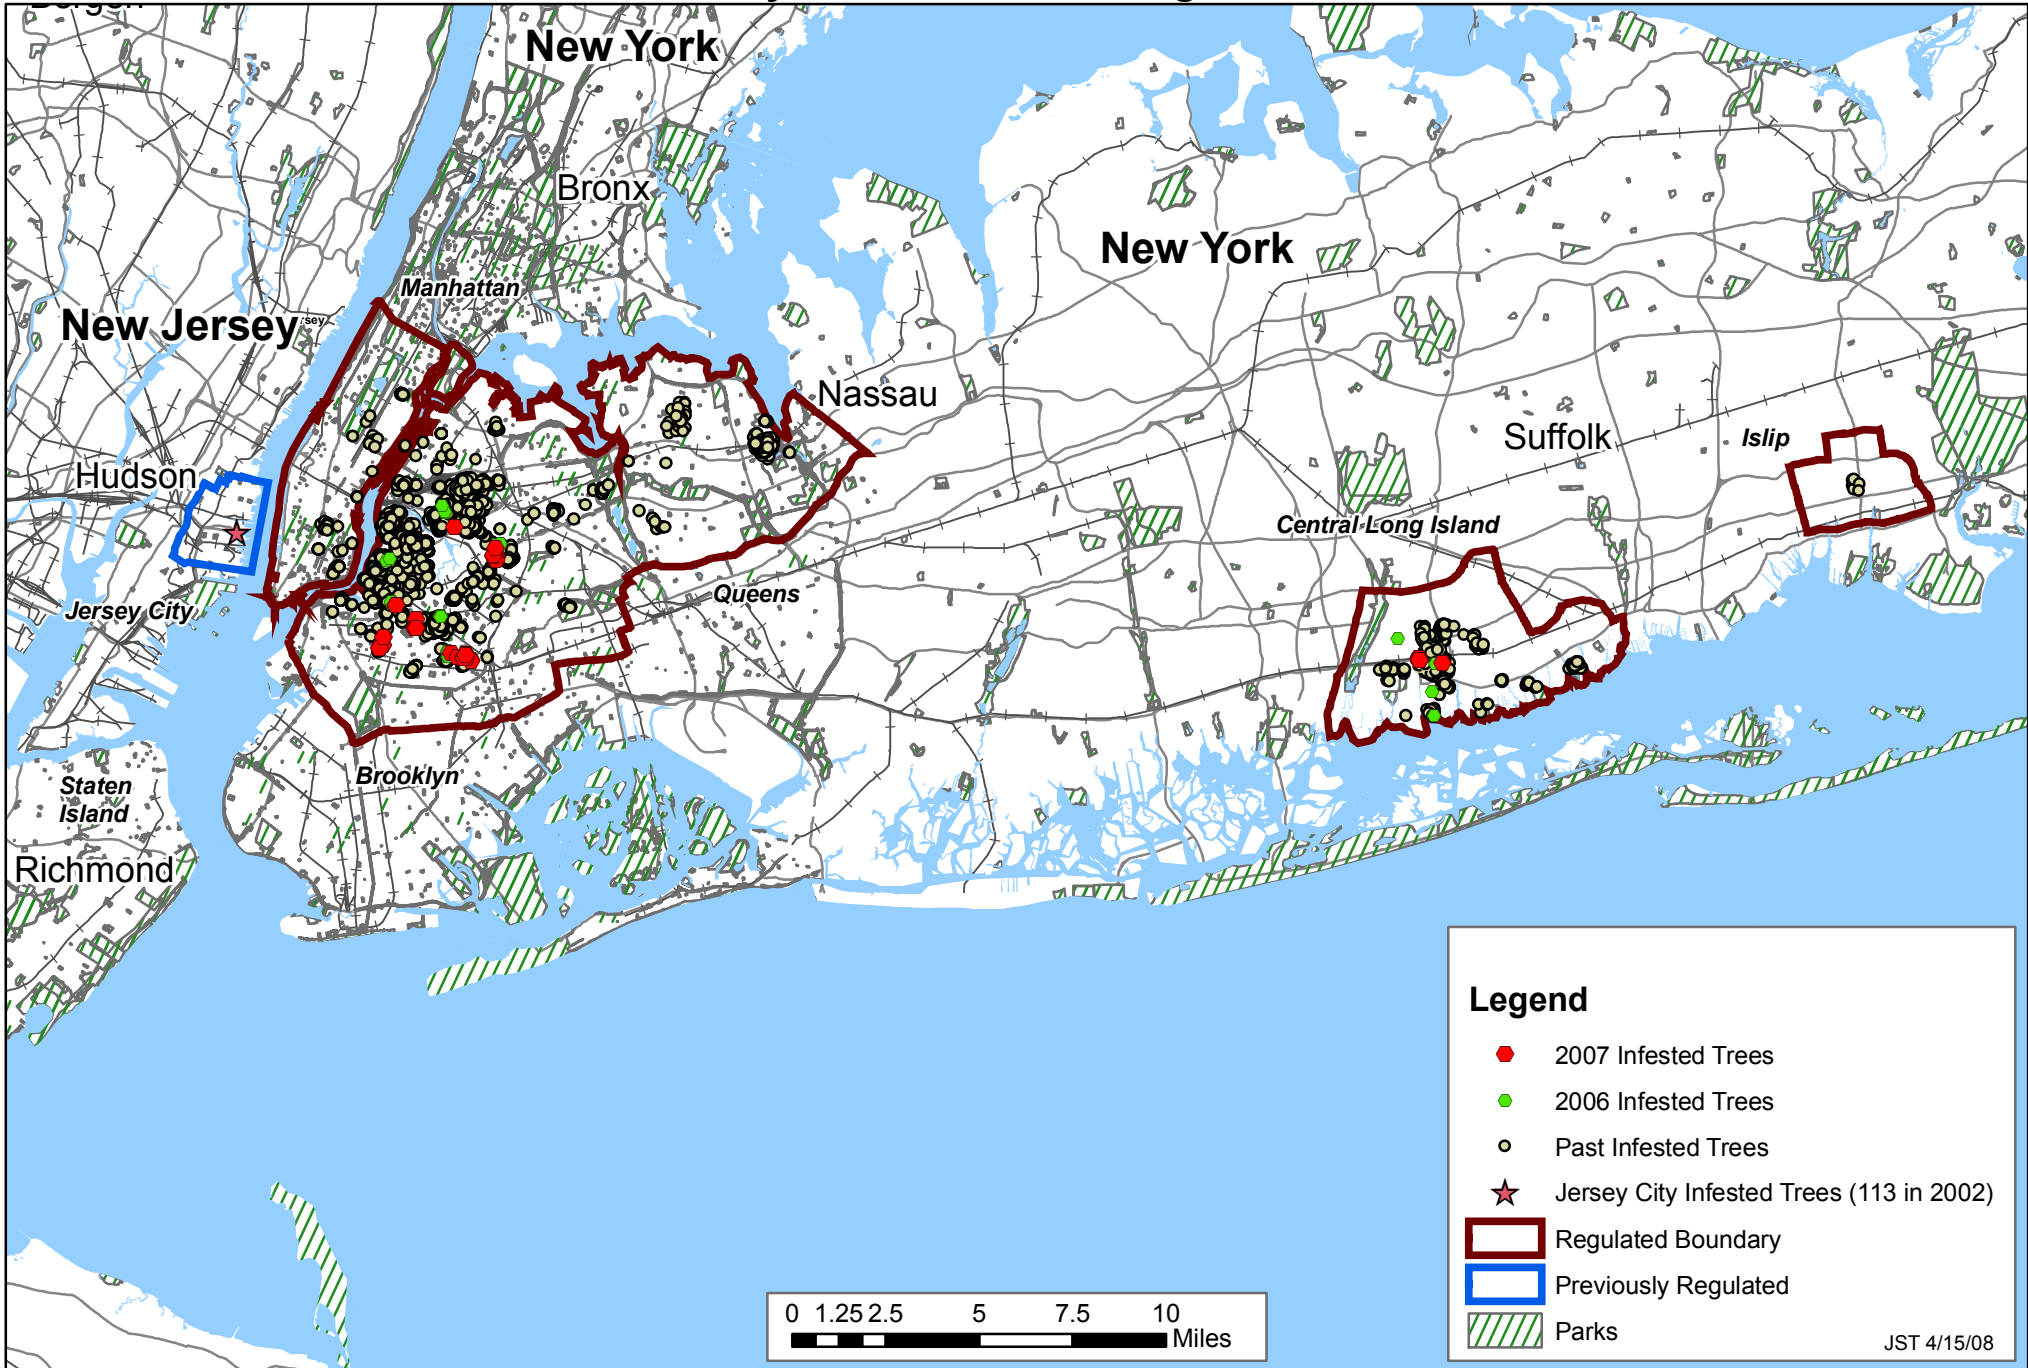 New York
Bronx
New York
Manhattan
New Jersey
Nassau
Suffolk
Islip
Hudson
Central Long Island
Jersey City
Queens
Brooklyn
Staten
Island
Richmond
Legend
2007 Infested Trees
2006 Infested Trees
Past Infested Trees
Jersey City Infested Trees (113 in 2002)
Regulated Boundary
Previously Regulated
Parks
JST 4/15/08
0 1.25 2.5 5 7.5 10
Miles